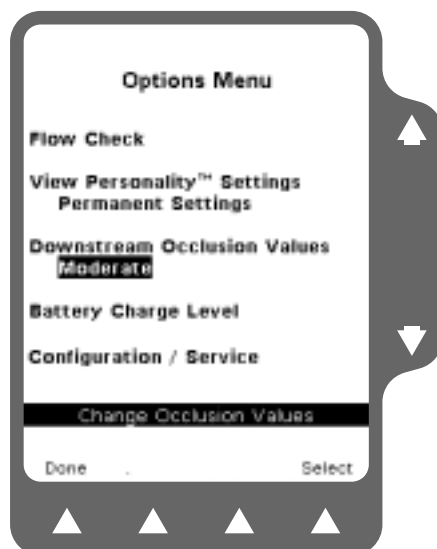 Options Menu
Flow Check
View Personality™ Settings
Permanent Settings
Downstream Occlusion Values
Moderate
Battery Charge Level
Configuration / Service
Change Occlusion Values
Done . Select